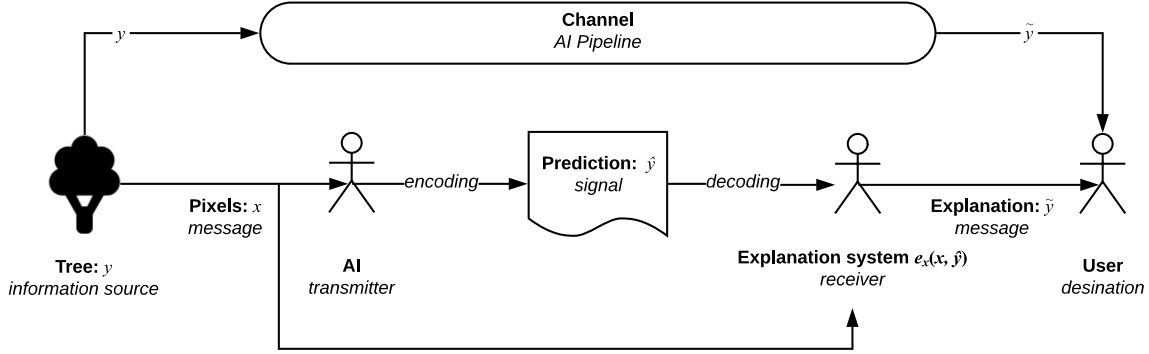 Channel
AI Pipeline
y
ỹ
Prediction: ŷ
signal
encoding
decoding
Pixels: x
message
Explanation: ỹ
message
Tree: y
information source
AI
transmitter
Explanation system eₓ(x, ŷ)
receiver
User
desination